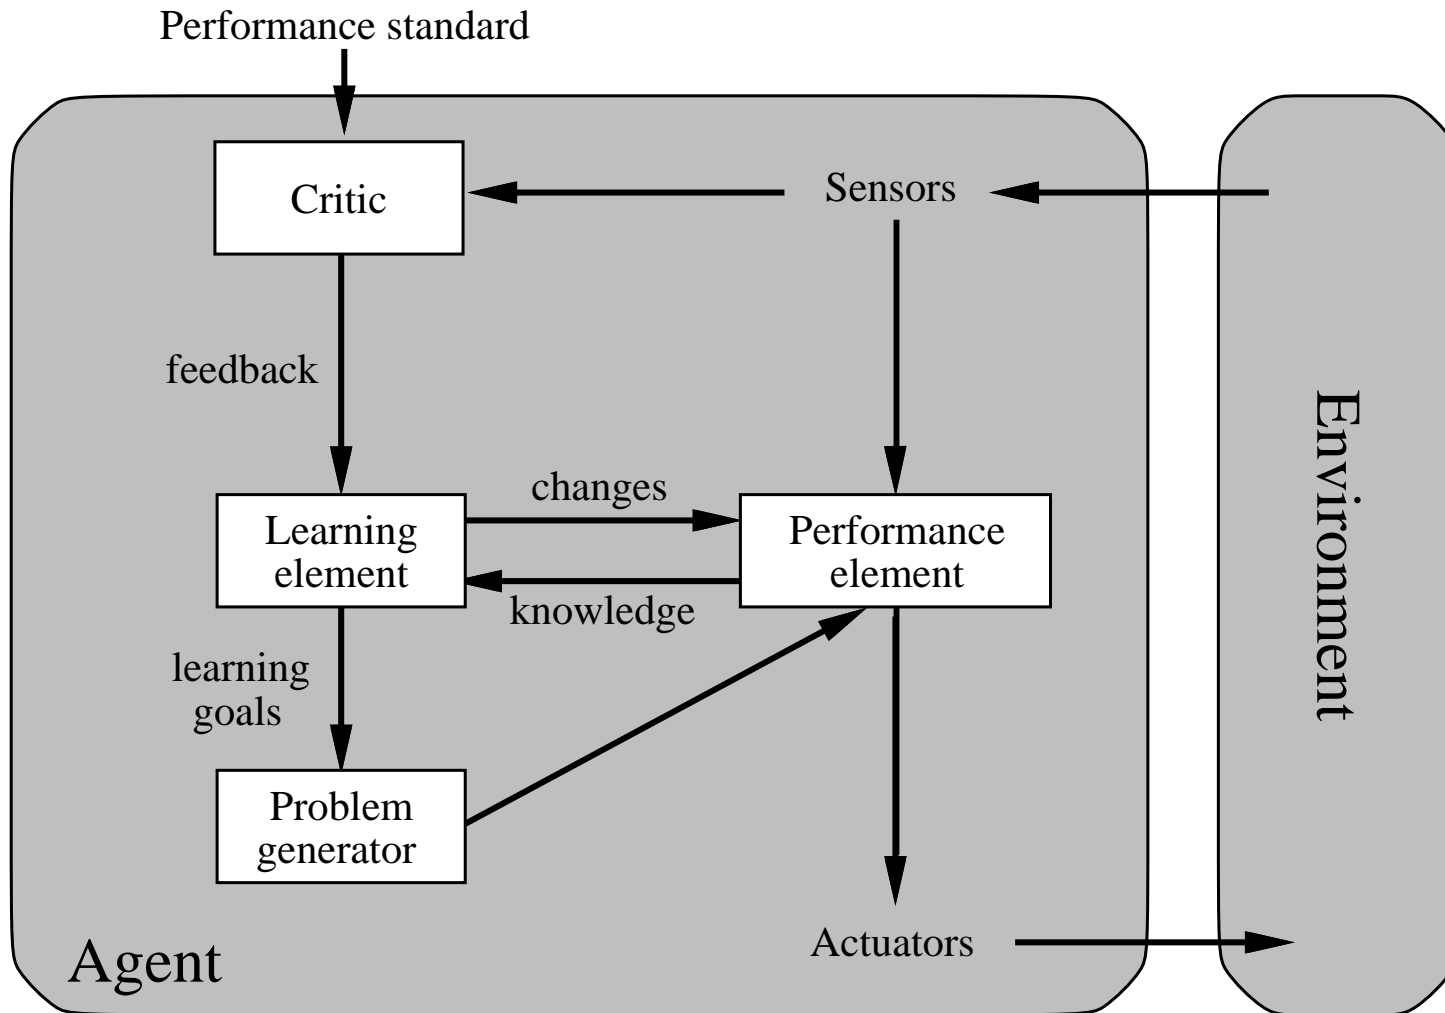 Performance standard
Critic
Sensors
feedback
changes
Learning
element
Performance
element
knowledge
learning
goals
Problem
generator
Actuators
Agent
Environment